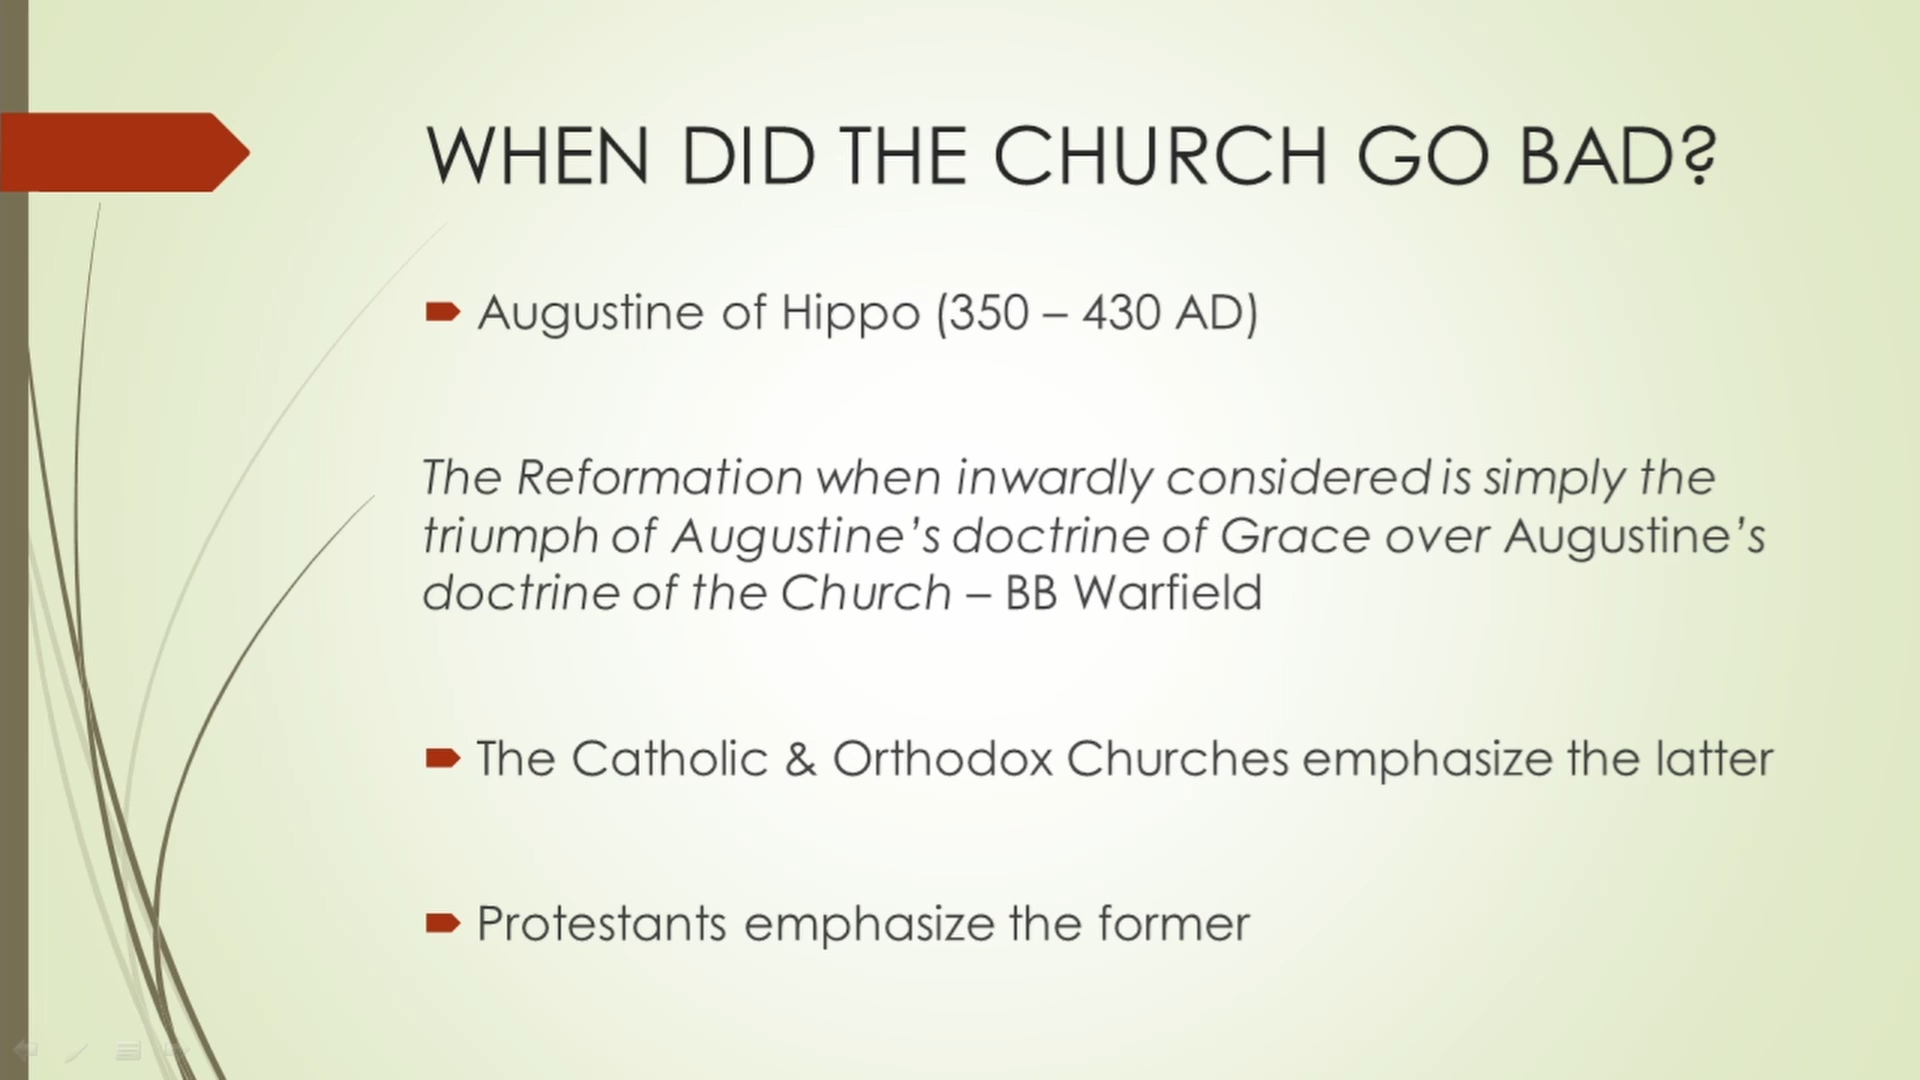 WHEN DID THE CHURCH GO BAD?
Augustine of Hippo (350 – 430 AD)
The Reformation when inwardly considered is simply the
triumph of Augustine’s doctrine of Grace over Augustine’s
doctrine of the Church – BB Warfield
The Catholic & Orthodox Churches emphasize the latter
Protestants emphasize the former